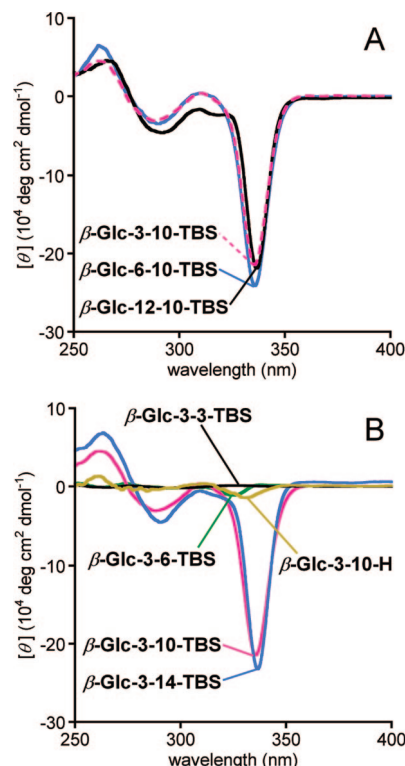 A
10
0
-10
-20
-30
[θ] (10⁴ deg cm² dmol⁻¹)
β-Glc-3-10-TBS
β-Glc-6-10-TBS
β-Glc-12-10-TBS
250 300 350 400
wavelength (nm)
B
10
0
-10
-20
-30
[θ] (10⁴ deg cm² dmol⁻¹)
β-Glc-3-3-TBS
β-Glc-3-6-TBS
β-Glc-3-10-H
β-Glc-3-10-TBS
β-Glc-3-14-TBS
250 300 350 400
wavelength (nm)